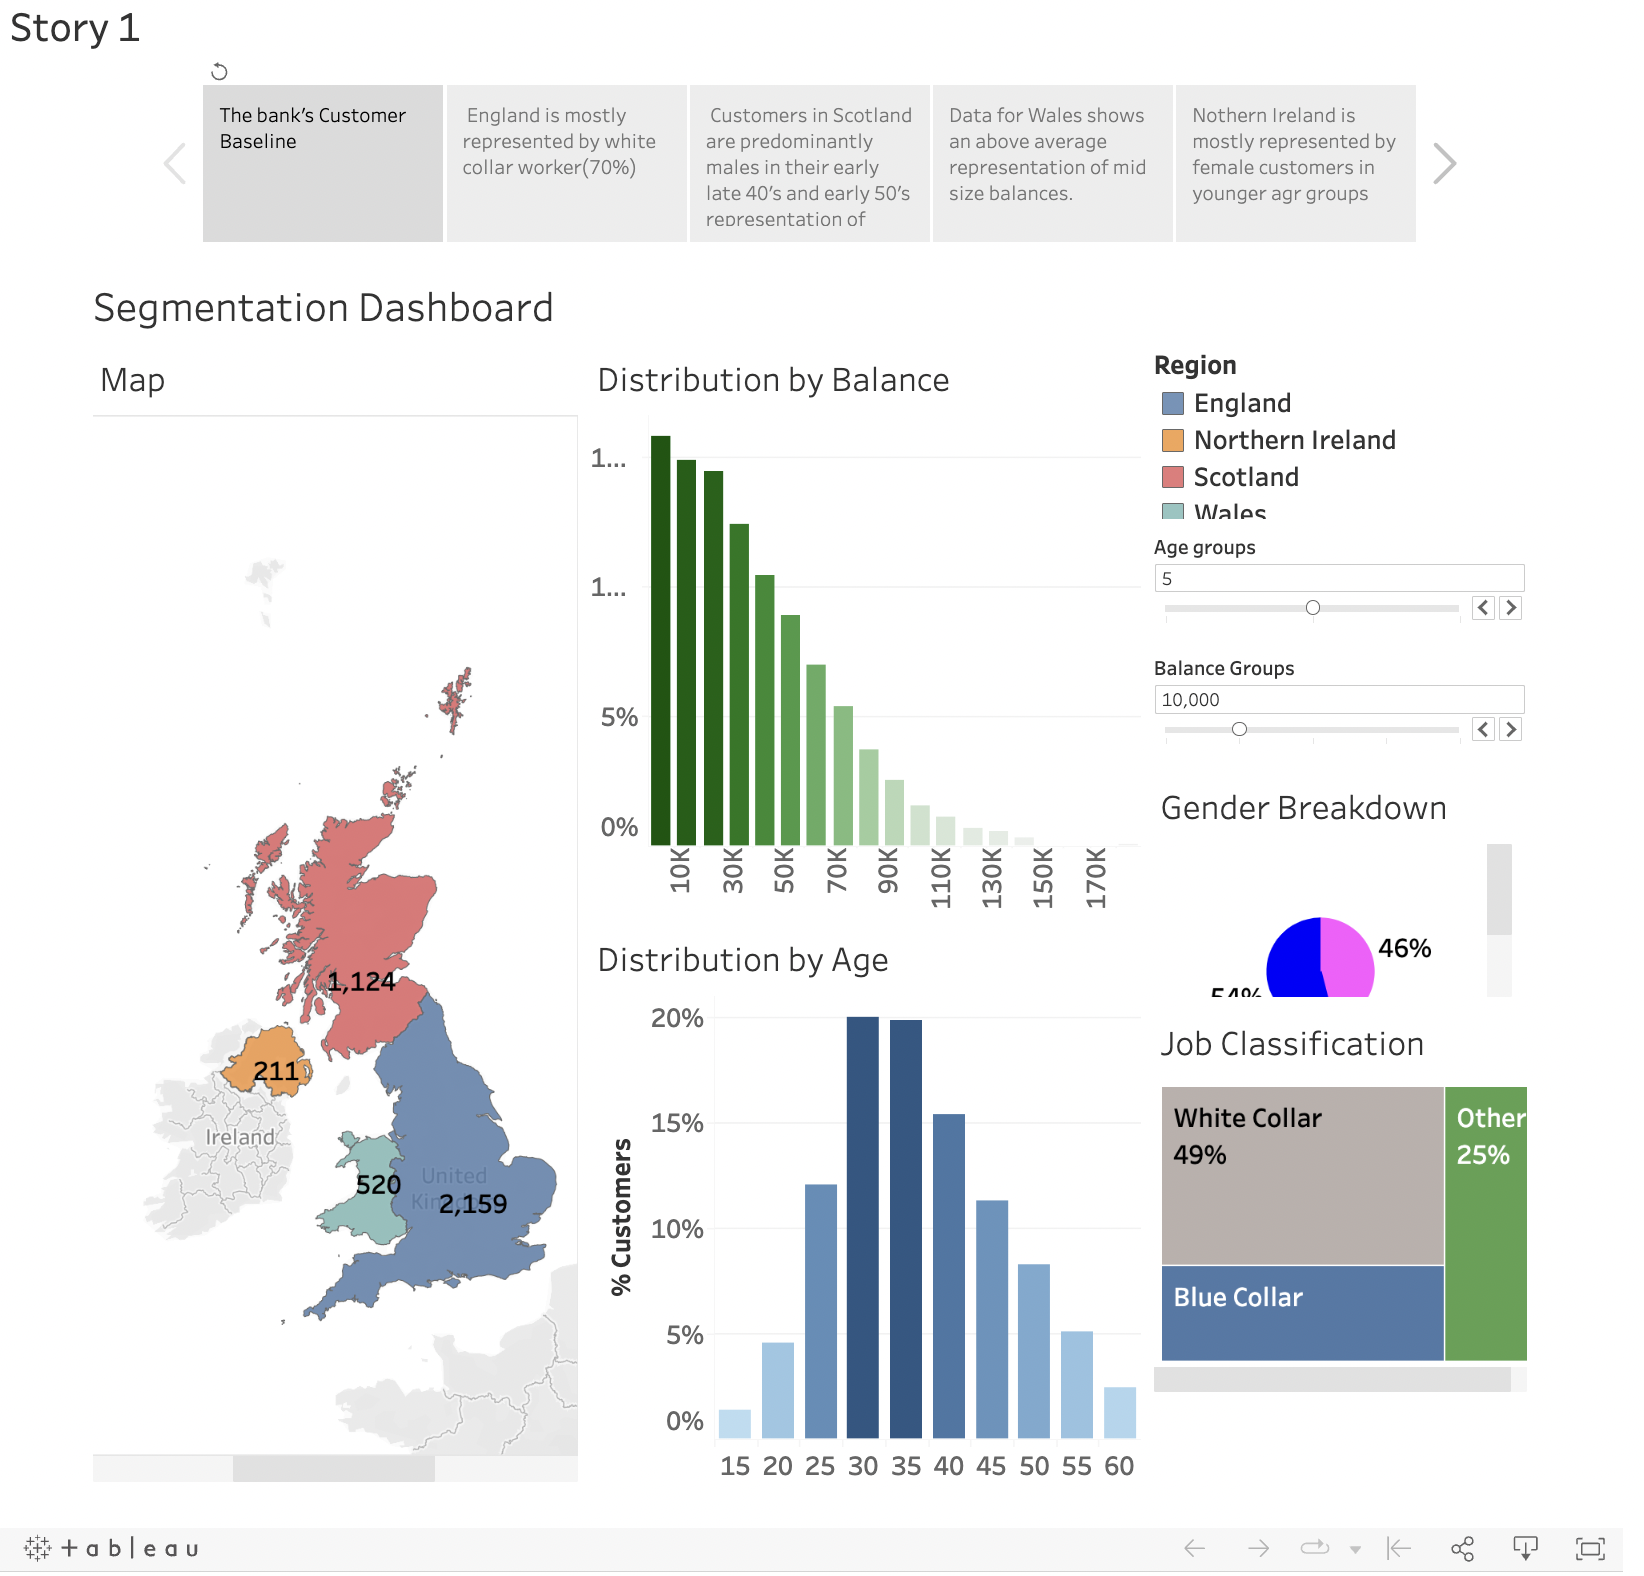 Story 1
The bank's Customer
Baseline
England is mostly
represented by white
collar worker(70%)
Customers in Scotland
are predominantly
males in their early
late 40's and early 50's
representation of
Data for Wales shows
an above average
representation of mid
size balances.
Nothern Ireland is
mostly represented by
female customers in
younger agr groups
Segmentation Dashboard
Map
1,124
211
Ireland
520
United
2,159
Distribution by Balance
1...
1...
5%
0%
10K
30K
50K
70K
90K
110K
130K
150K
170K
Distribution by Age
% Customers
20%
15%
10%
5%
0%
15 20 25 30 35 40 45 50 55 60
Region
England
Northern Ireland
Scotland
Wales
Age groups
5
Balance Groups
10,000
Gender Breakdown
46%
54%
Job Classification
White Collar
49%
Other
25%
Blue Collar
+ableau